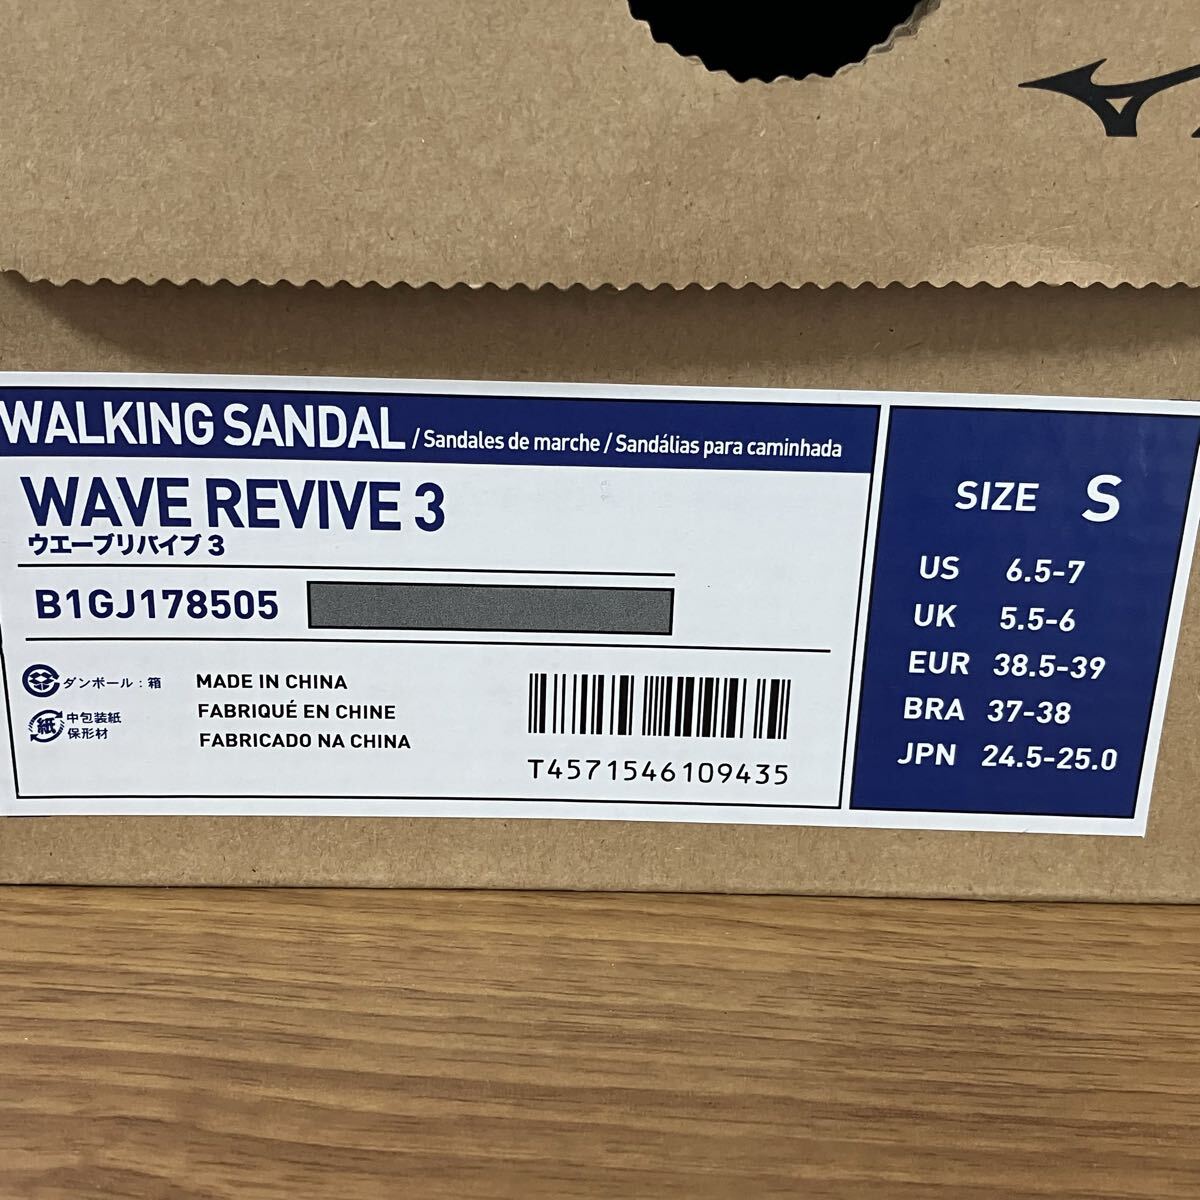 WALKING SANDAL / Sandales de marche / Sandálias para caminhada
WAVE REVIVE 3
ウエーブリバイブ 3
B1GJ178505
ダンボール : 箱
紙 中包装紙
保形材
MADE IN CHINA
FABRIQUÉ EN CHINE
FABRICADO NA CHINA
T4571546109435
SIZE S
US 6.5-7
UK 5.5-6
EUR 38.5-39
BRA 37-38
JPN 24.5-25.0